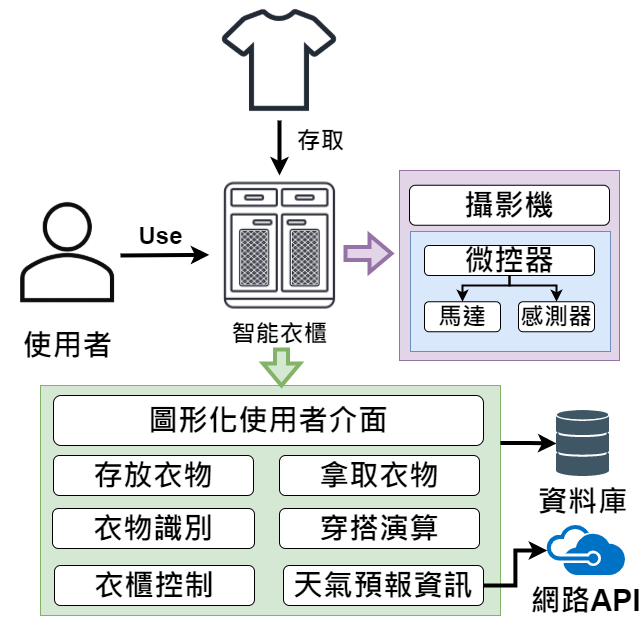 存取
Use
使用者
智能衣櫃
攝影機
微控器
馬達
感測器
圖形化使用者介面
存放衣物
拿取衣物
衣物識別
穿搭演算
衣櫃控制
天氣預報資訊
資料庫
網路API